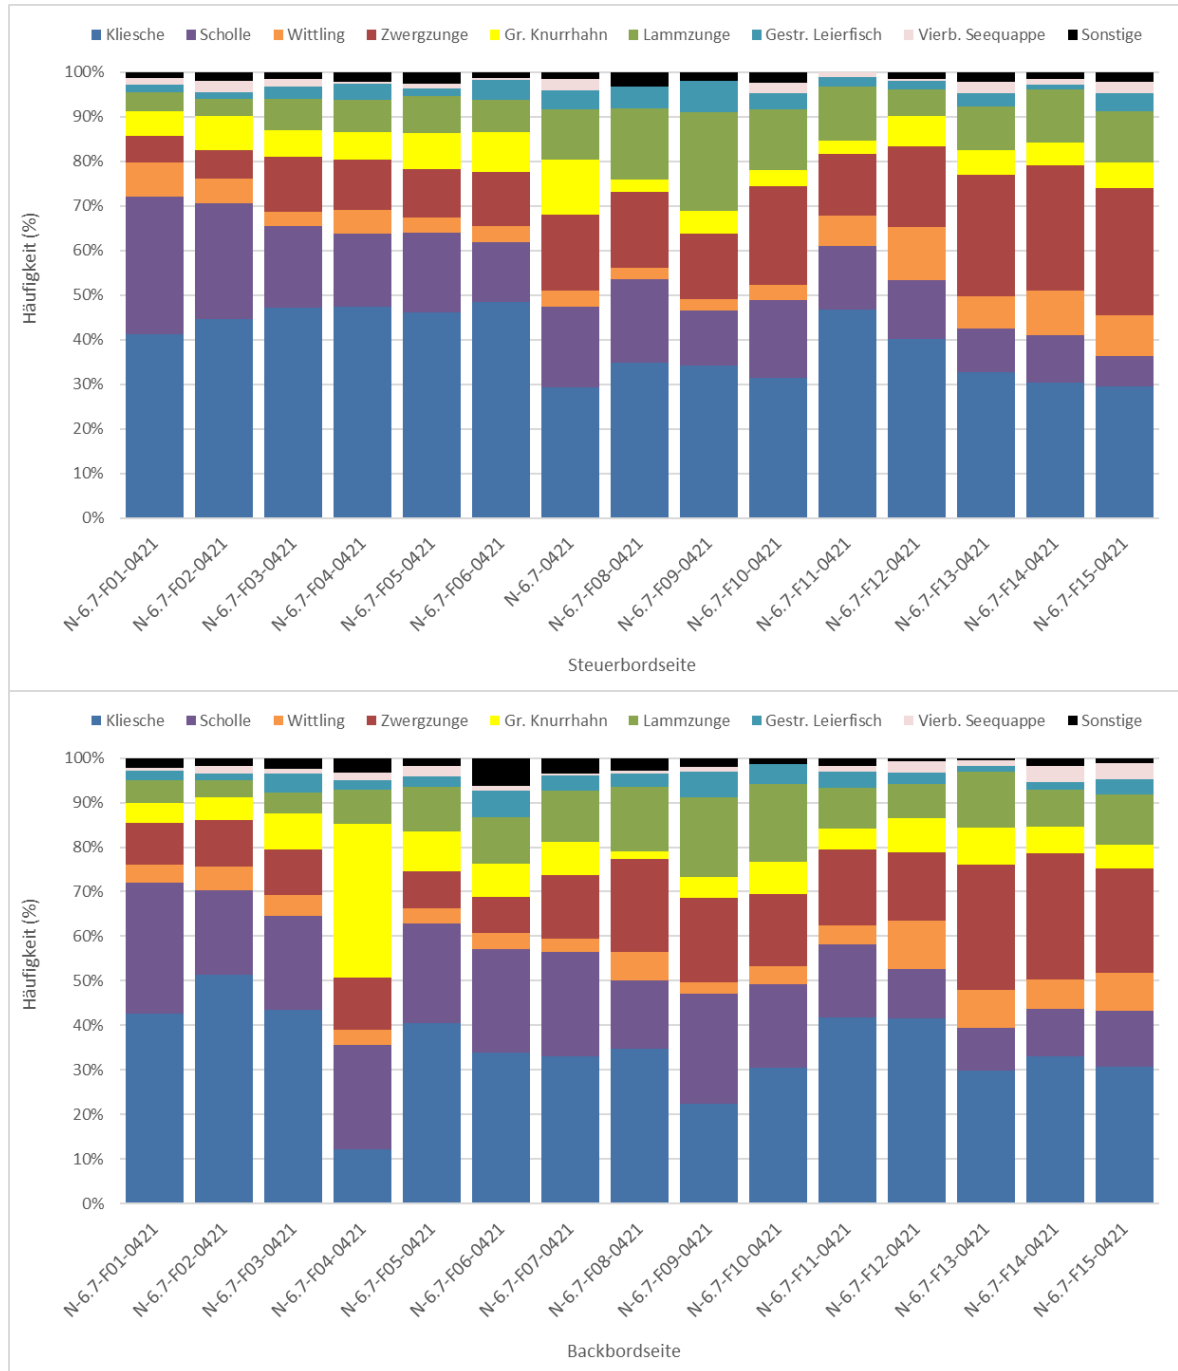 Kliesche Scholle Wittling Zwergzunge Gr. Knurrhahn Lammzunge Gestr. Leierfisch Vierb. Seequappe Sonstige
Häufigkeit (%)
100%
90%
80%
70%
60%
50%
40%
30%
20%
10%
0%
N-6.7-F01-0421
N-6.7-F02-0421
N-6.7-F03-0421
N-6.7-F04-0421
N-6.7-F05-0421
N-6.7-F06-0421
N-6.7-0421
N-6.7-F08-0421
N-6.7-F09-0421
N-6.7-F10-0421
N-6.7-F11-0421
N-6.7-F12-0421
N-6.7-F13-0421
N-6.7-F14-0421
N-6.7-F15-0421
Steuerbordseite
Kliesche Scholle Wittling Zwergzunge Gr. Knurrhahn Lammzunge Gestr. Leierfisch Vierb. Seequappe Sonstige
Häufigkeit (%)
100%
90%
80%
70%
60%
50%
40%
30%
20%
10%
0%
N-6.7-F01-0421
N-6.7-F02-0421
N-6.7-F03-0421
N-6.7-F04-0421
N-6.7-F05-0421
N-6.7-F06-0421
N-6.7-F07-0421
N-6.7-F08-0421
N-6.7-F09-0421
N-6.7-F10-0421
N-6.7-F11-0421
N-6.7-F12-0421
N-6.7-F13-0421
N-6.7-F14-0421
N-6.7-F15-0421
Backbordseite